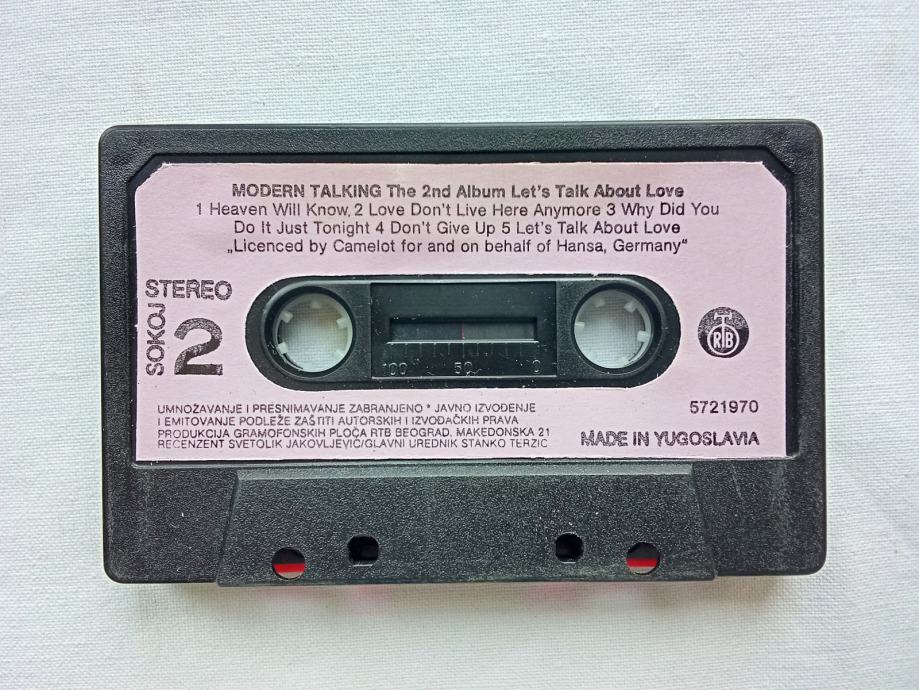 MODERN TALKING The 2nd Album Let's Talk About Love
1 Heaven Will Know, 2 Love Don't Live Here Anymore 3 Why Did You
Do It Just Tonight 4 Don't Give Up 5 Let's Talk About Love
„Licenced by Camelot for and on behalf of Hansa, Germany“
STEREO
SOKOJ
2
100 50 0
RTB
UMNOŽAVANJE I PRESNIMAVANJE ZABRANJENO * JAVNO IZVOĐENJE
I EMITOVANJE PODLEŽE ZAŠTITI AUTORSKIH I IZVOĐAČKIH PRAVA
PRODUKCIJA GRAMOFONSKIH PLOČA RTB BEOGRAD, MAKEDONSKA 21
RECENZENT SVETOLIK JAKOVLJEVIĆ/GLAVNI UREDNIK STANKO TERZIĆ
5721970
MADE IN YUGOSLAVIA